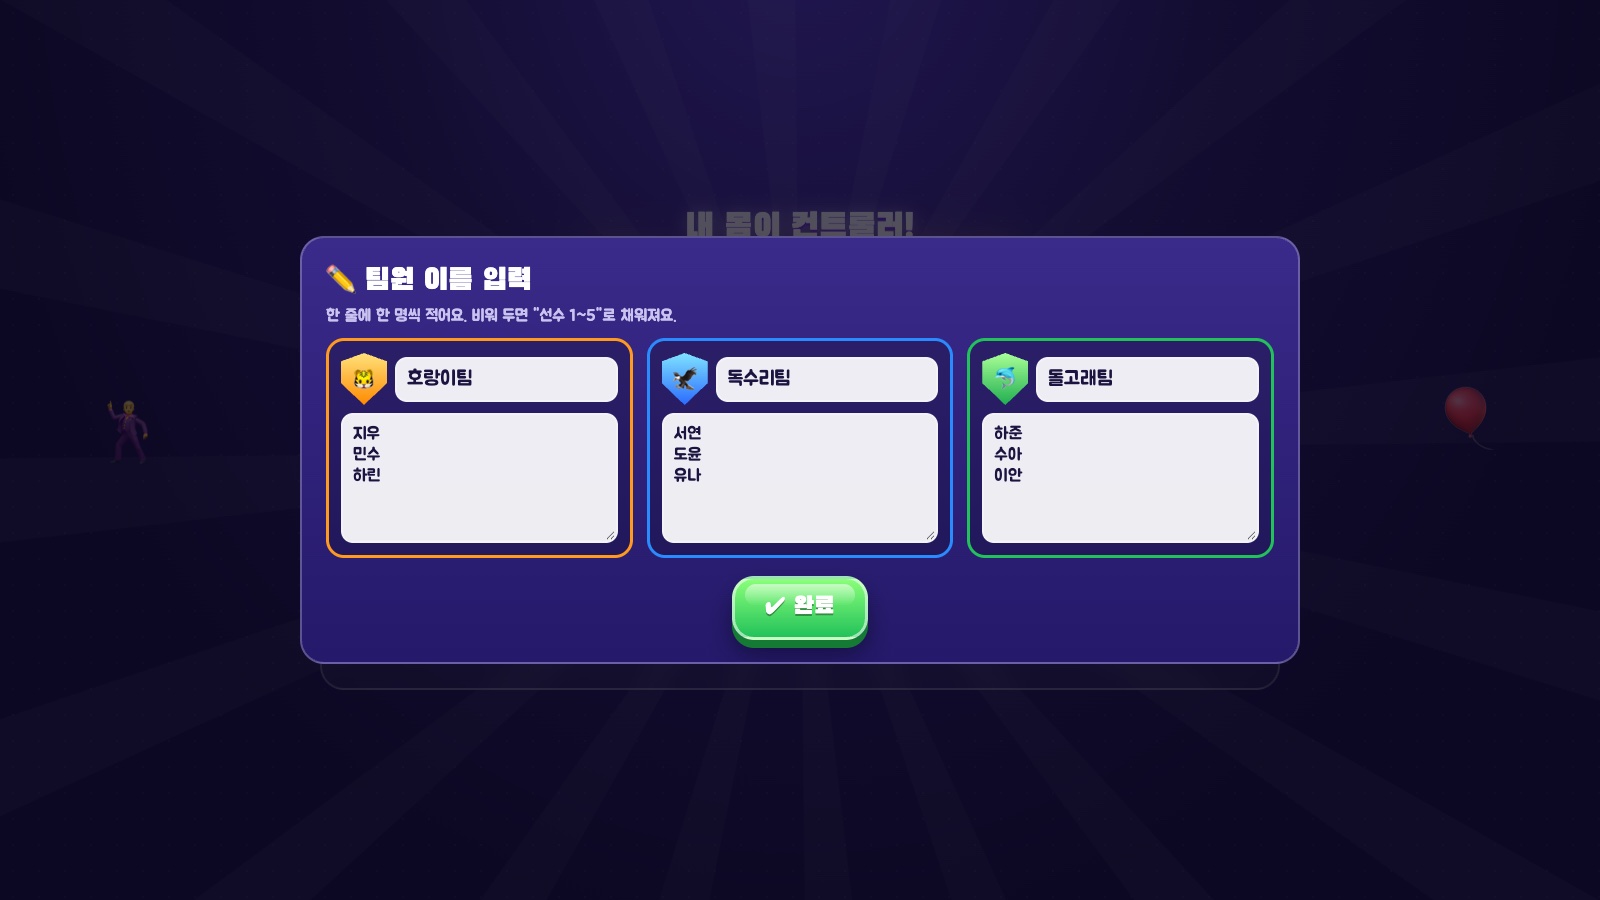 내 몸이 컨트롤러!
✏️ 팀원 이름 입력
한 줄에 한 명씩 적어요. 비워 두면 "선수 1~5"로 채워져요.
호랑이팀
지우
민수
하린
독수리팀
서연
도윤
유나
돌고래팀
하준
수아
이안
✔ 완료